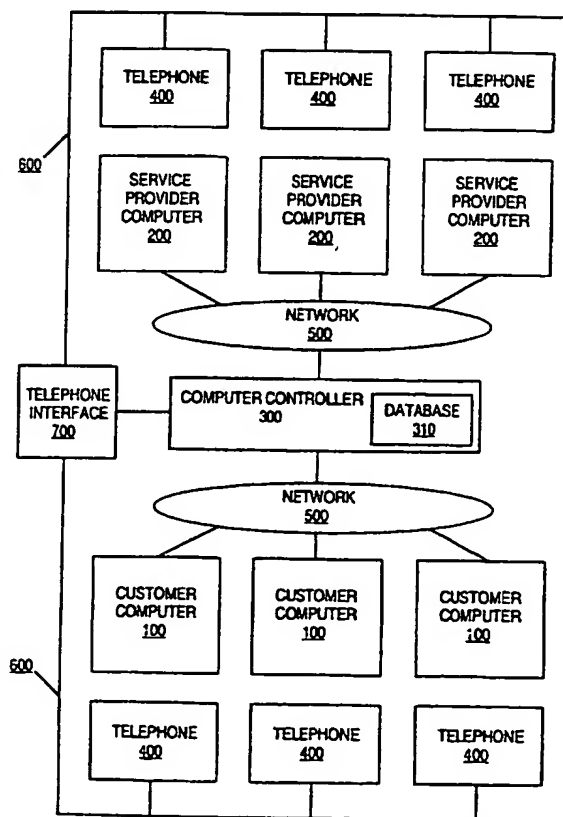 TELEPHONE
400
TELEPHONE
400
TELEPHONE
400
600
SERVICE
PROVIDER
COMPUTER
200
SERVICE
PROVIDER
COMPUTER
200
SERVICE
PROVIDER
COMPUTER
200
NETWORK
500
TELEPHONE
INTERFACE
700
COMPUTER CONTROLLER
300
DATABASE
310
NETWORK
500
CUSTOMER
COMPUTER
100
CUSTOMER
COMPUTER
100
CUSTOMER
COMPUTER
100
600
TELEPHONE
400
TELEPHONE
400
TELEPHONE
400